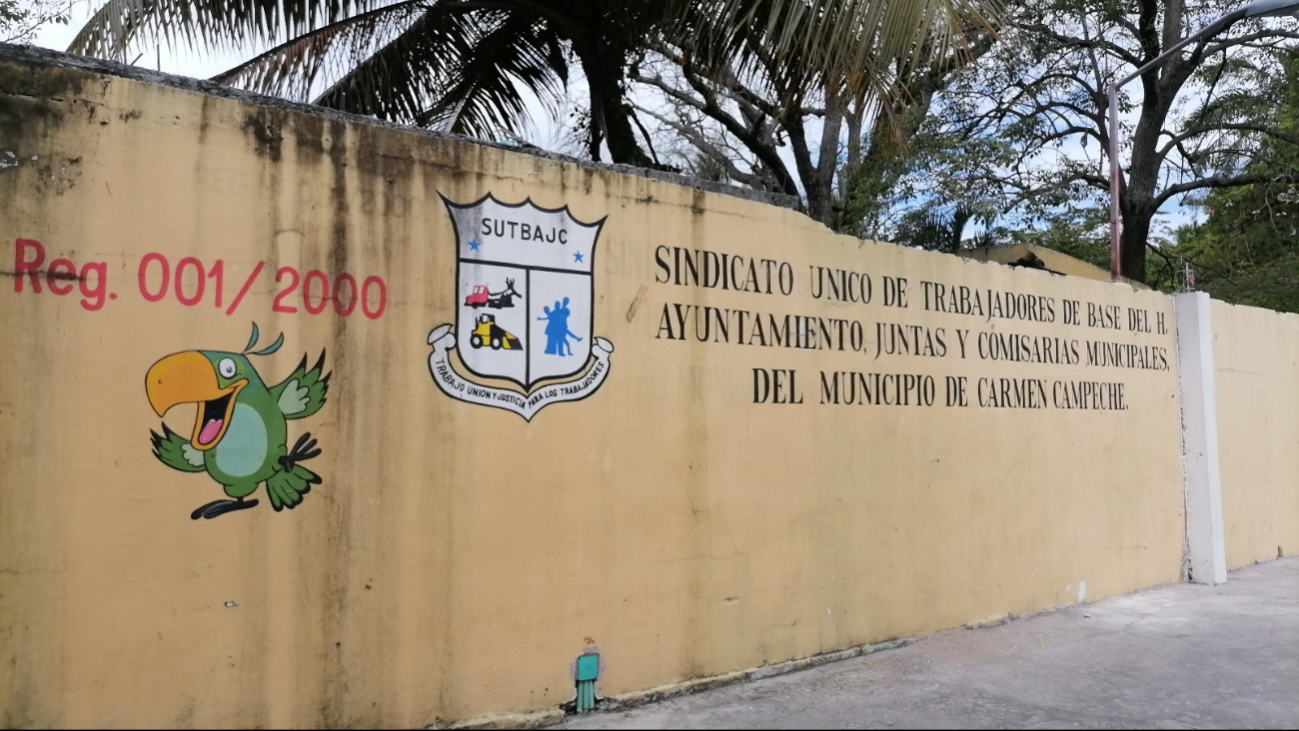 Reg. 001/2000
SUTBAJC
TRABAJO UNION Y JUSTICIA PARA LOS TRABAJADORES
SINDICATO UNICO DE TRABAJADORES DE BASE DEL H.
AYUNTAMIENTO, JUNTAS Y COMISARIAS MUNICIPALES,
DEL MUNICIPIO DE CARMEN CAMPECHE.